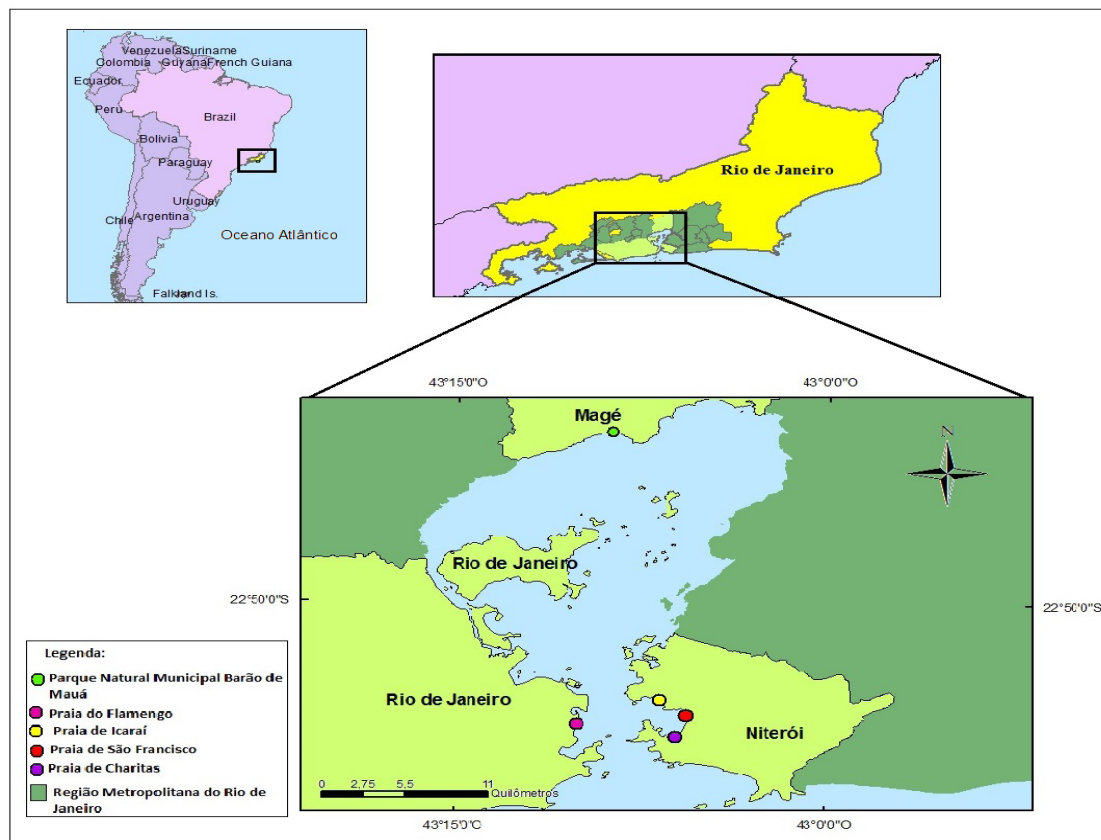 Venezuela Suriname
Colombia Guyana French Guiana
Ecuador
Peru
Brazil
Bolivia
Paraguay
Uruguay
Chile
Argentina
Oceano Atlântico
Falkland Is.
Rio de Janeiro
43°15'0"O
43°0'0"O
Magé
N
Rio de Janeiro
22°50'0"S
22°50'0"S
Rio de Janeiro
Niterói
Legenda:
Parque Natural Municipal Barão de
Mauá
Praia do Flamengo
Praia de Icaraí
Praia de São Francisco
Praia de Charitas
Região Metropolitana do Rio de
Janeiro
0 2,75 5,5 11
Quilômetros
43°15'0"C
43°0'0"O